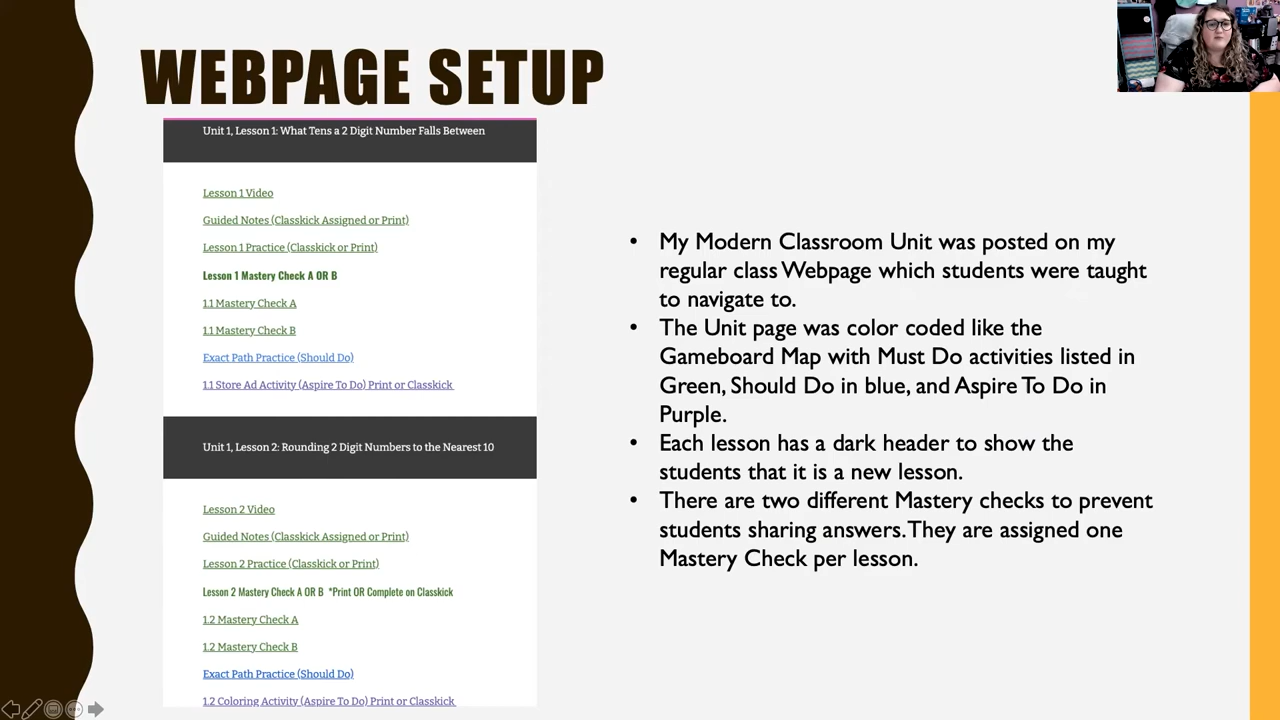 WEBPAGE SETUP
Unit 1, Lesson 1: What Tens a 2 Digit Number Falls Between
Lesson 1 Video
Guided Notes (Classkick Assigned or Print)
Lesson 1 Practice (Classkick or Print)
Lesson 1 Mastery Check A OR B
1.1 Mastery Check A
1.1 Mastery Check B
Exact Path Practice (Should Do)
1.1 Store Ad Activity (Aspire To Do) Print or Classkick
Unit 1, Lesson 2: Rounding 2 Digit Numbers to the Nearest 10
Lesson 2 Video
Guided Notes (Classkick Assigned or Print)
Lesson 2 Practice (Classkick or Print)
Lesson 2 Mastery Check A OR B *Print OR Complete on Classkick
1.2 Mastery Check A
1.2 Mastery Check B
Exact Path Practice (Should Do)
1.2 Coloring Activity (Aspire To Do) Print or Classkick
• My Modern Classroom Unit was posted on my
regular class Webpage which students were taught
to navigate to.
• The Unit page was color coded like the
Gameboard Map with Must Do activities listed in
Green, Should Do in blue, and Aspire To Do in
Purple.
• Each lesson has a dark header to show the
students that it is a new lesson.
• There are two different Mastery checks to prevent
students sharing answers. They are assigned one
Mastery Check per lesson.